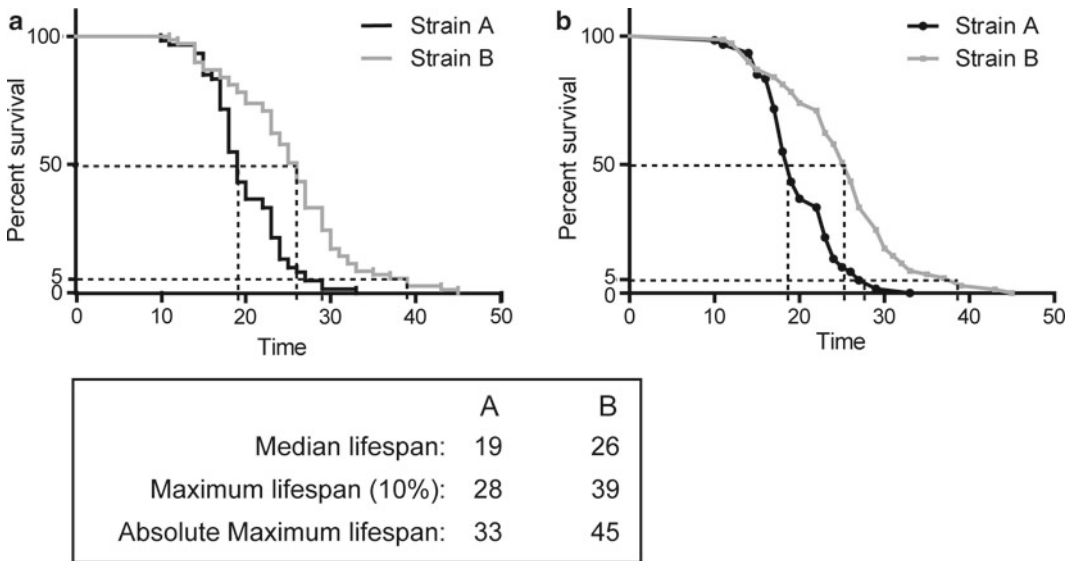 a
Strain A
Strain B
100
50
5
0
Percent survival
0 10 20 30 40 50
Time
b
Strain A
Strain B
100
50
5
0
Percent survival
0 10 20 30 40 50
Time
A B
Median lifespan: 19 26
Maximum lifespan (10%): 28 39
Absolute Maximum lifespan: 33 45